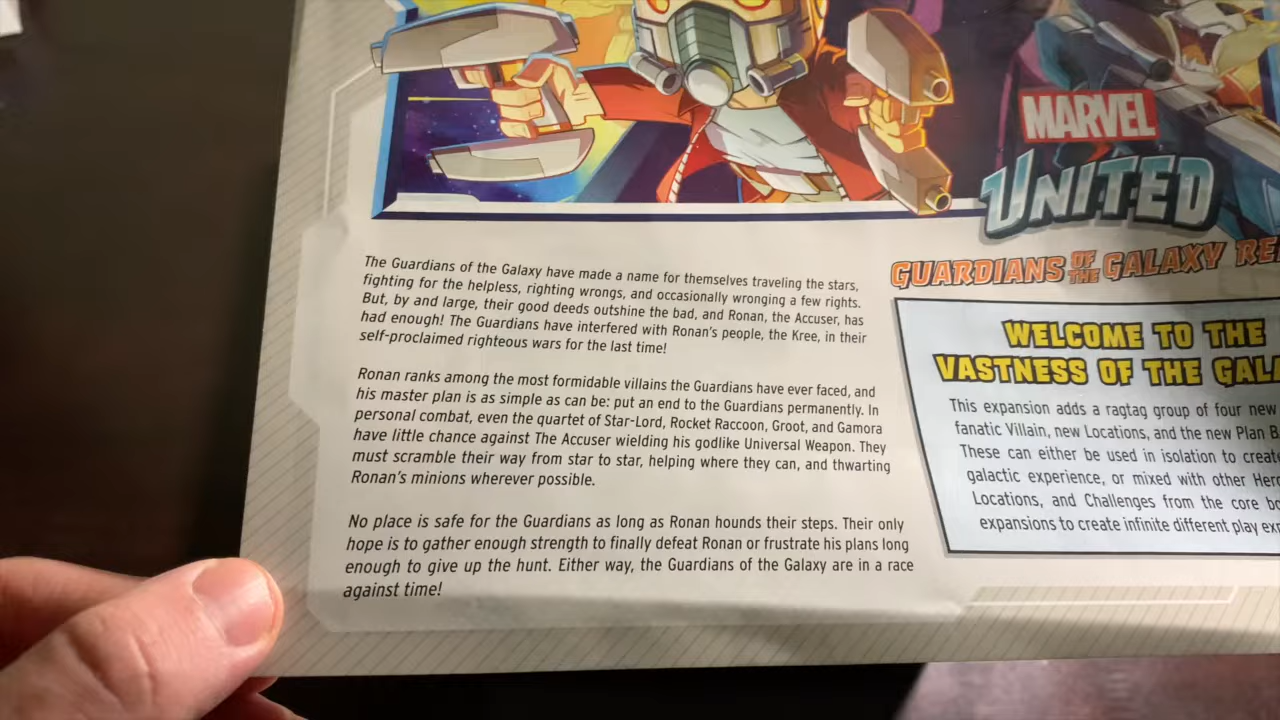 MARVEL
UNITED
The Guardians of the Galaxy have made a name for themselves traveling the stars,
fighting for the helpless, righting wrongs, and occasionally wronging a few rights.
But, by and large, their good deeds outshine the bad, and Ronan, the Accuser, has
had enough! The Guardians have interfered with Ronan's people, the Kree, in their
self-proclaimed righteous wars for the last time!
Ronan ranks among the most formidable villains the Guardians have ever faced, and
his master plan is as simple as can be: put an end to the Guardians permanently. In
personal combat, even the quartet of Star-Lord, Rocket Raccoon, Groot, and Gamora
have little chance against The Accuser wielding his godlike Universal Weapon. They
must scramble their way from star to star, helping where they can, and thwarting
Ronan's minions wherever possible.
No place is safe for the Guardians as long as Ronan hounds their steps. Their only
hope is to gather enough strength to finally defeat Ronan or frustrate his plans long
enough to give up the hunt. Either way, the Guardians of the Galaxy are in a race
against time!
GUARDIANS OF THE GALAXY RE
WELCOME TO THE
VASTNESS OF THE GALA
This expansion adds a ragtag group of four new
fanatic Villain, new Locations, and the new Plan B
These can either be used in isolation to create
galactic experience, or mixed with other Her
Locations, and Challenges from the core bo
expansions to create infinite different play ex